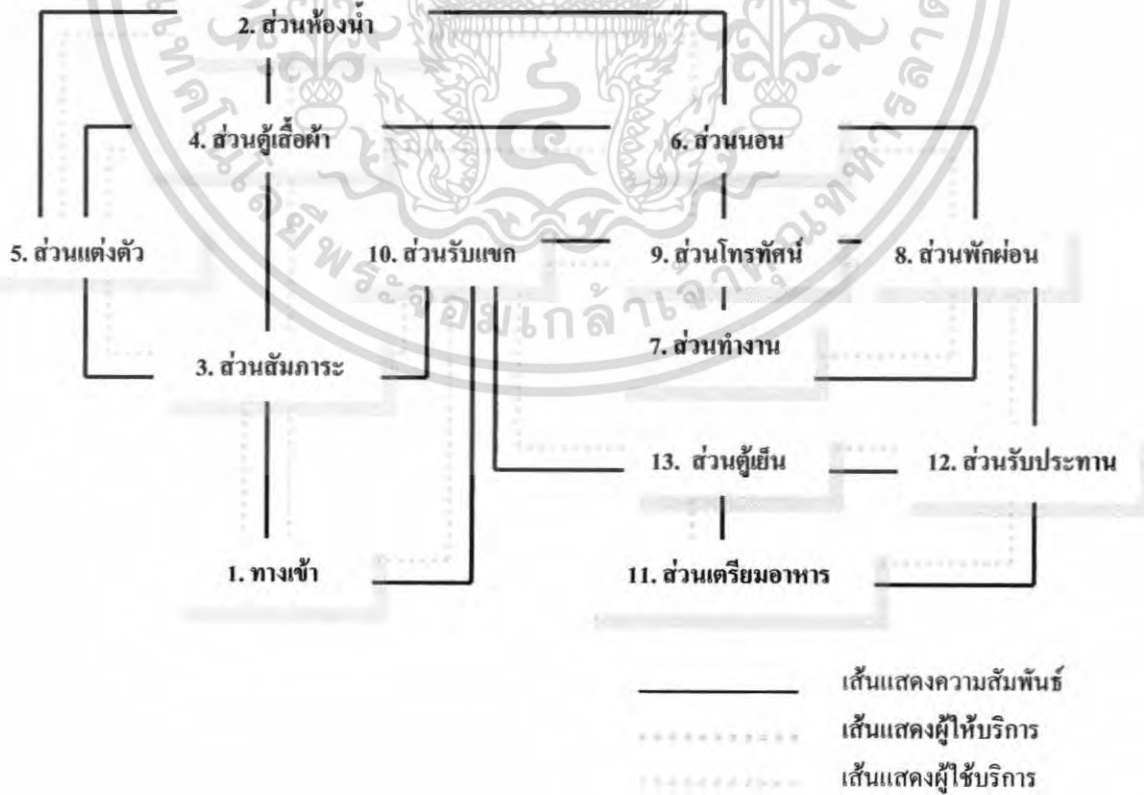 2. ส่วนห้องน้ำ
4. ส่วนตู้เสื้อผ้า
6. ส่วนนอน
5. ส่วนแต่งตัว
10. ส่วนรับแขก
9. ส่วนโทรทัศน์
8. ส่วนพักผ่อน
7. ส่วนทำงาน
3. ส่วนสัมภาระ
13. ส่วนตู้เย็น
12. ส่วนรับประทาน
1. ทางเข้า
11. ส่วนเตรียมอาหาร
เส้นแสดงความสัมพันธ์
เส้นแสดงผู้ให้บริการ
เส้นแสดงผู้ใช้บริการ